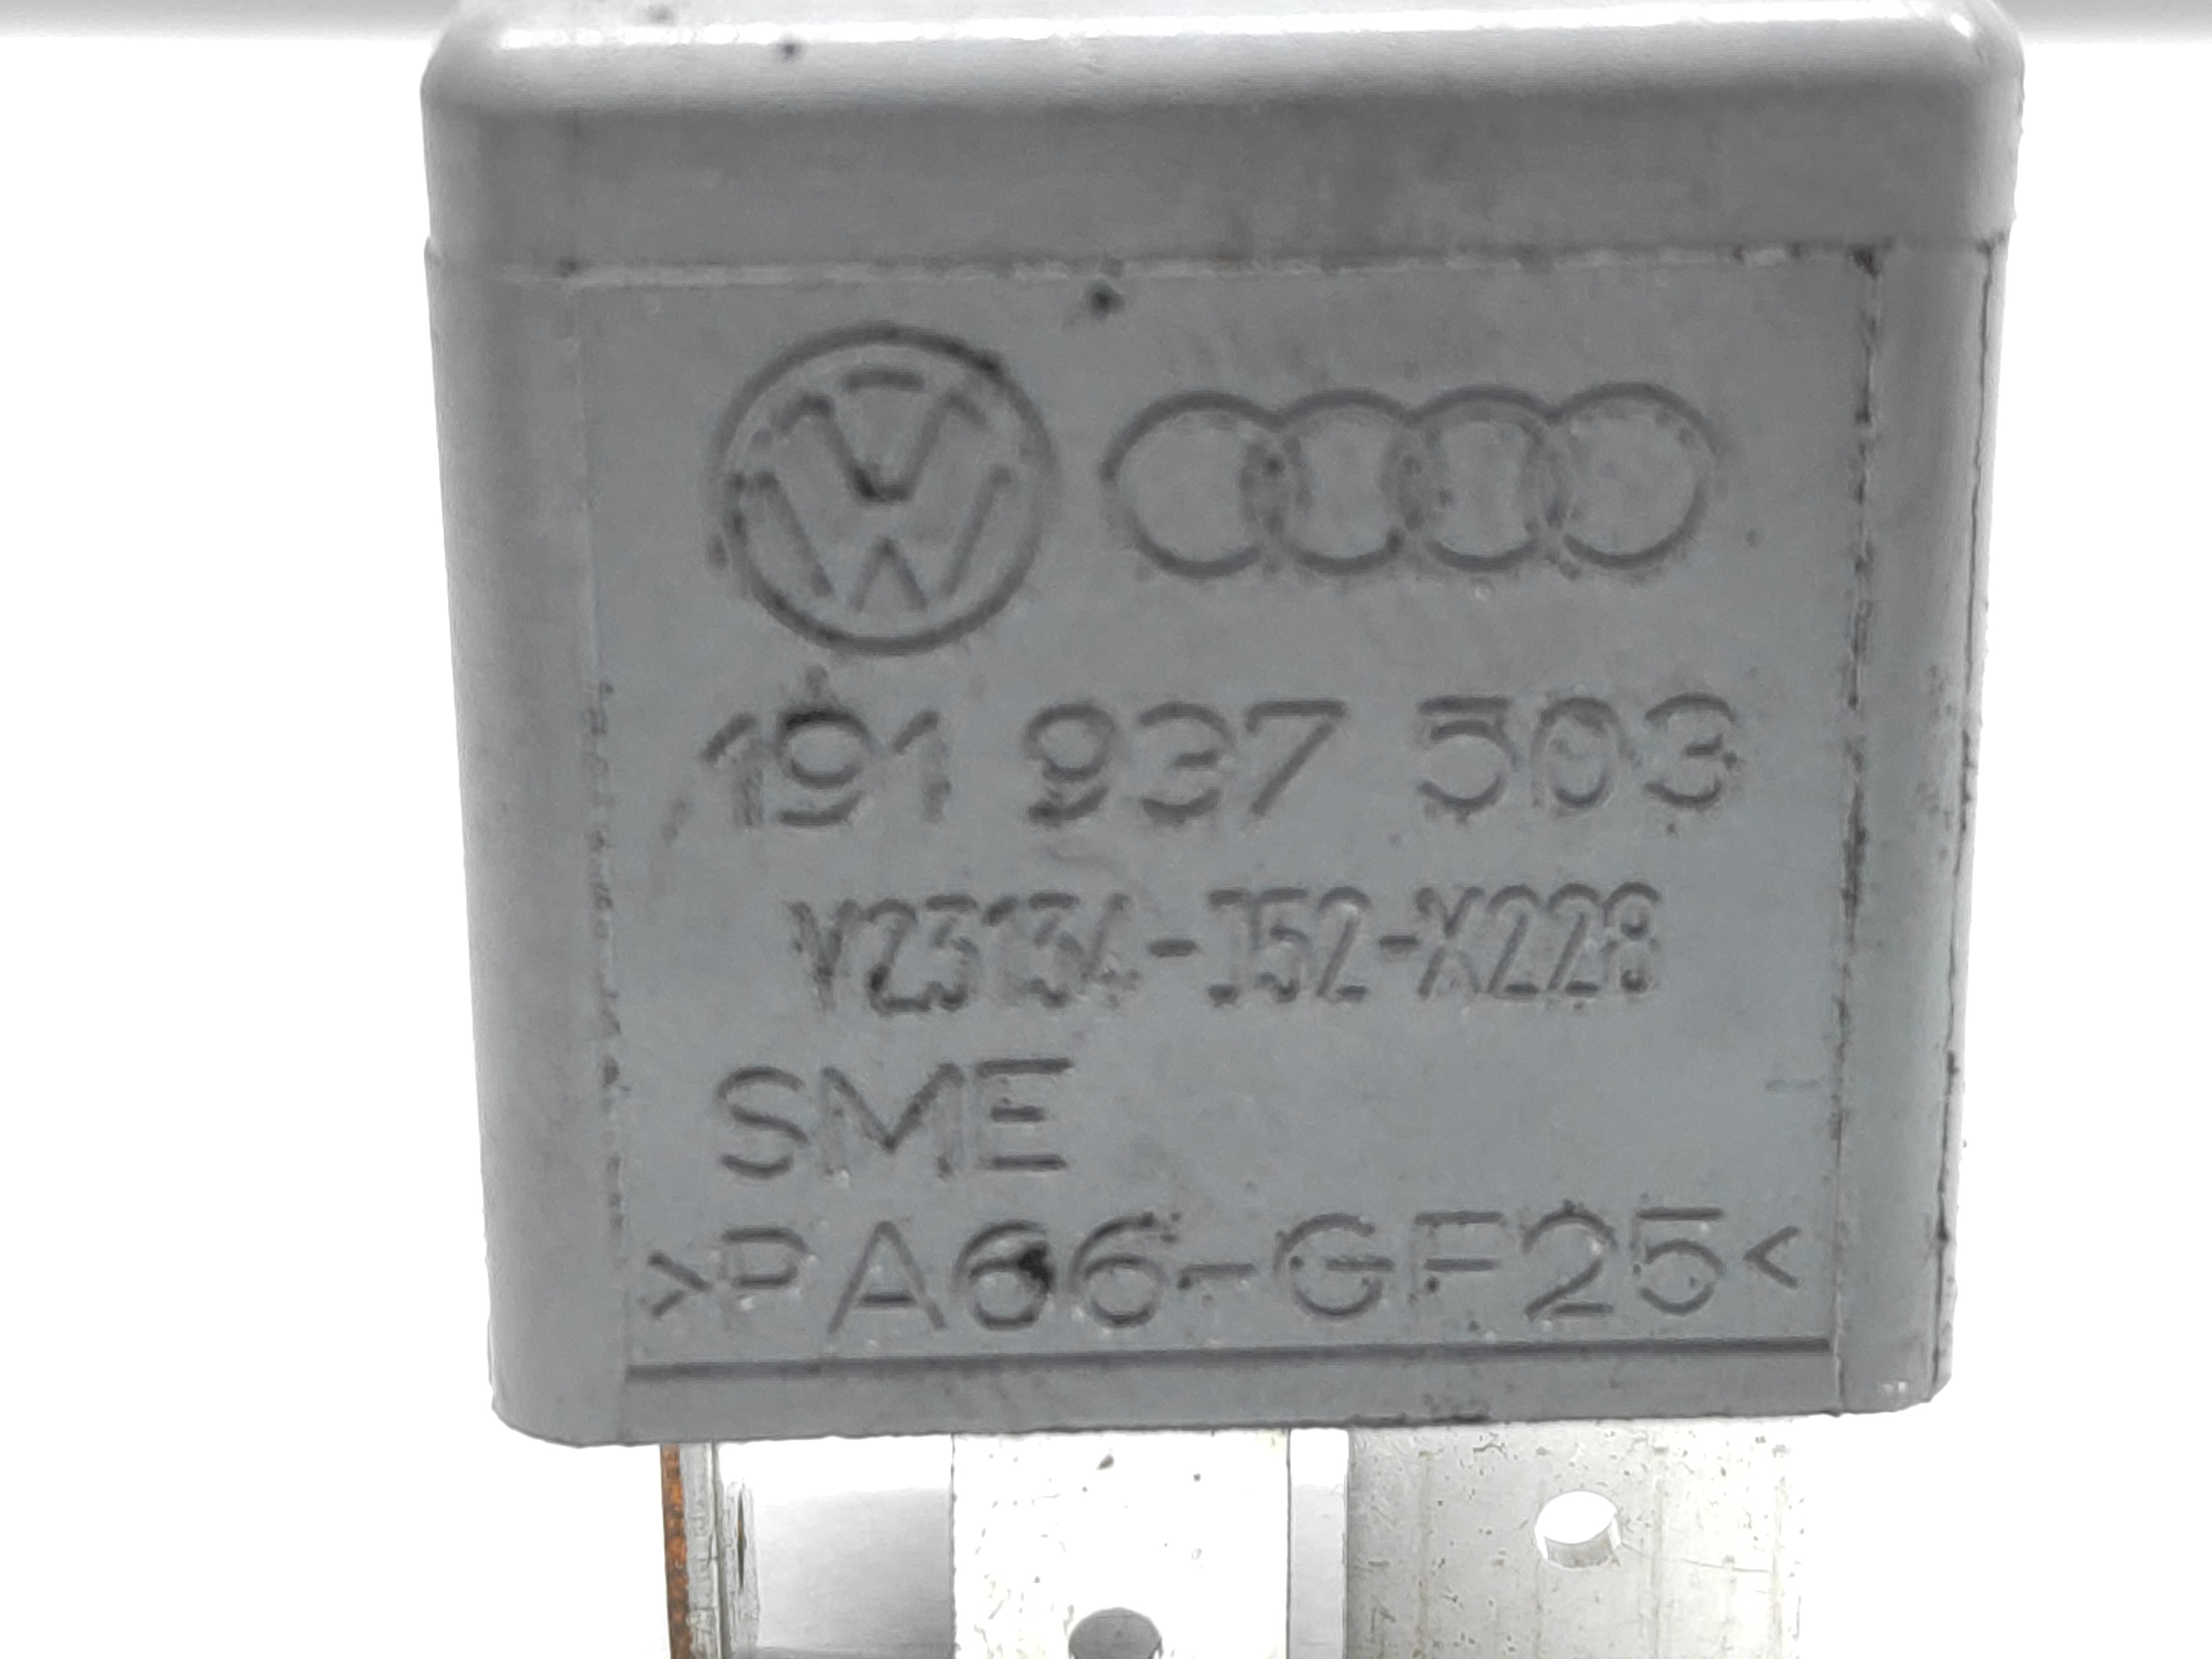 191 937 503
V23134-J52-X228
SME
>PA66-GF25<